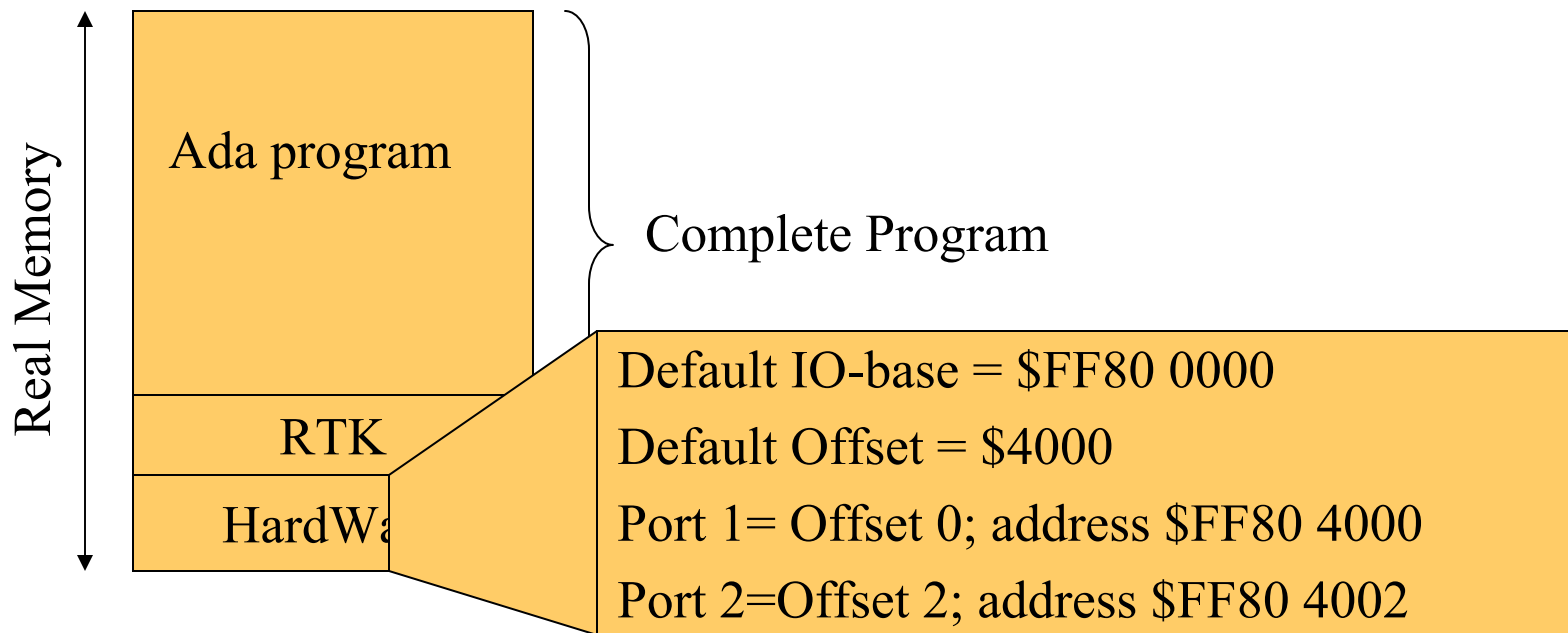 Real Memory
Ada program
Complete Program
RTK
HardWa
Default IO-base = $FF80 0000
Default Offset = $4000
Port 1= Offset 0; address $FF80 4000
Port 2=Offset 2; address $FF80 4002